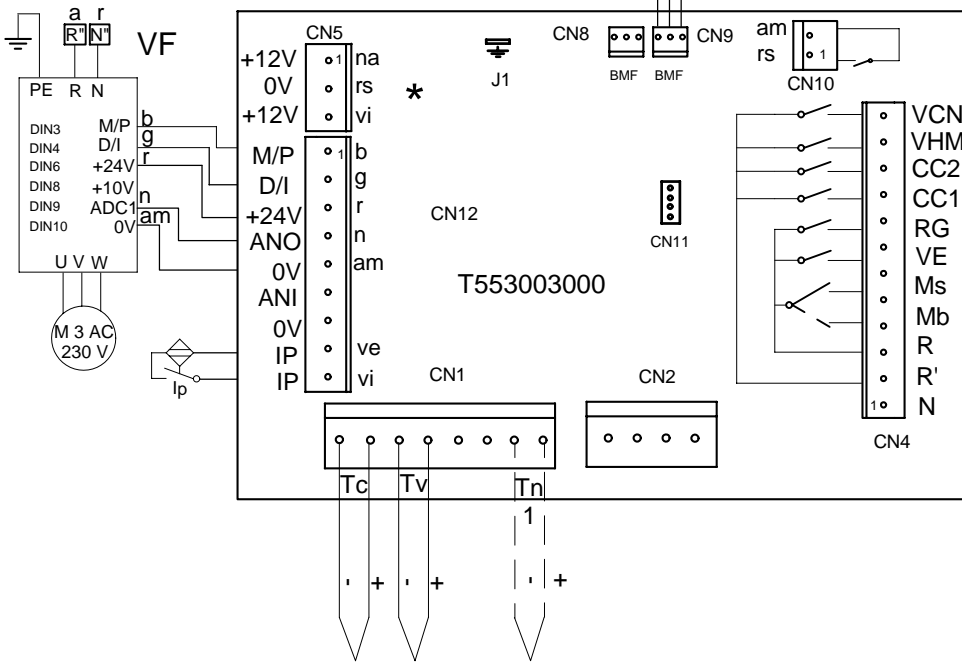 a r
R" N" VF
PE R N
DIN3 M/P b
DIN4 D/I g
DIN6 +24V r
DIN8 +10V
DIN9 ADC1 n
DIN10 0V am
U V W
M 3 AC
230 V
Ip
CN5
+12V 1 na
0V rs
+12V vi
*
M/P 1 b
D/I g
+24V r
ANO n
0V am
ANI
0V
IP ve
IP vi
CN12
T553003000
J1
CN8 CN9
BMF BMF
CN11
am
rs 1
CN10
VCN
VHM
CC2
CC1
RG
VE
Ms
Mb
R
R'
1 N
CN4
CN1
CN2
Tc Tv Tn
1
- + - + - +